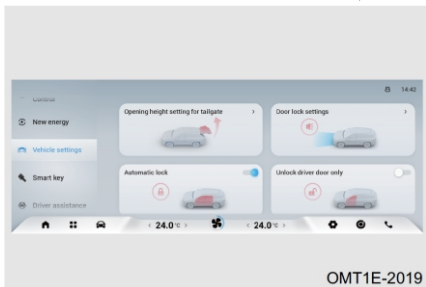 14:42
Control
New energy
Vehicle settings
Smart key
Driver assistance
Opening height setting for tailgate >
Door lock settings >
Automatic lock
Unlock driver door only
< 24.0 °c >
< 24.0 °c >
OMT1E-2019